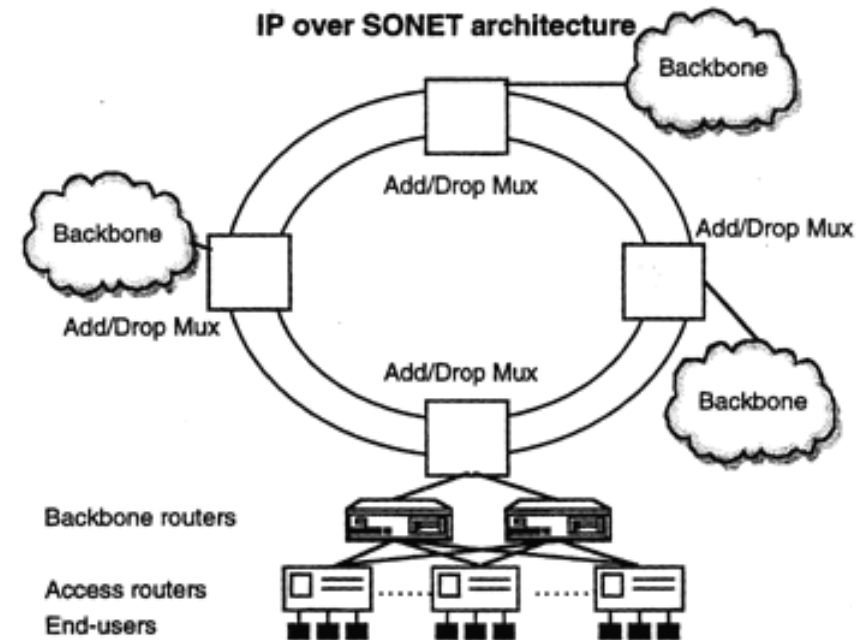 IP over SONET architecture
Backbone
Add/Drop Mux
Backbone
Add/Drop Mux
Add/Drop Mux
Add/Drop Mux
Backbone
Backbone routers
Access routers
End-users